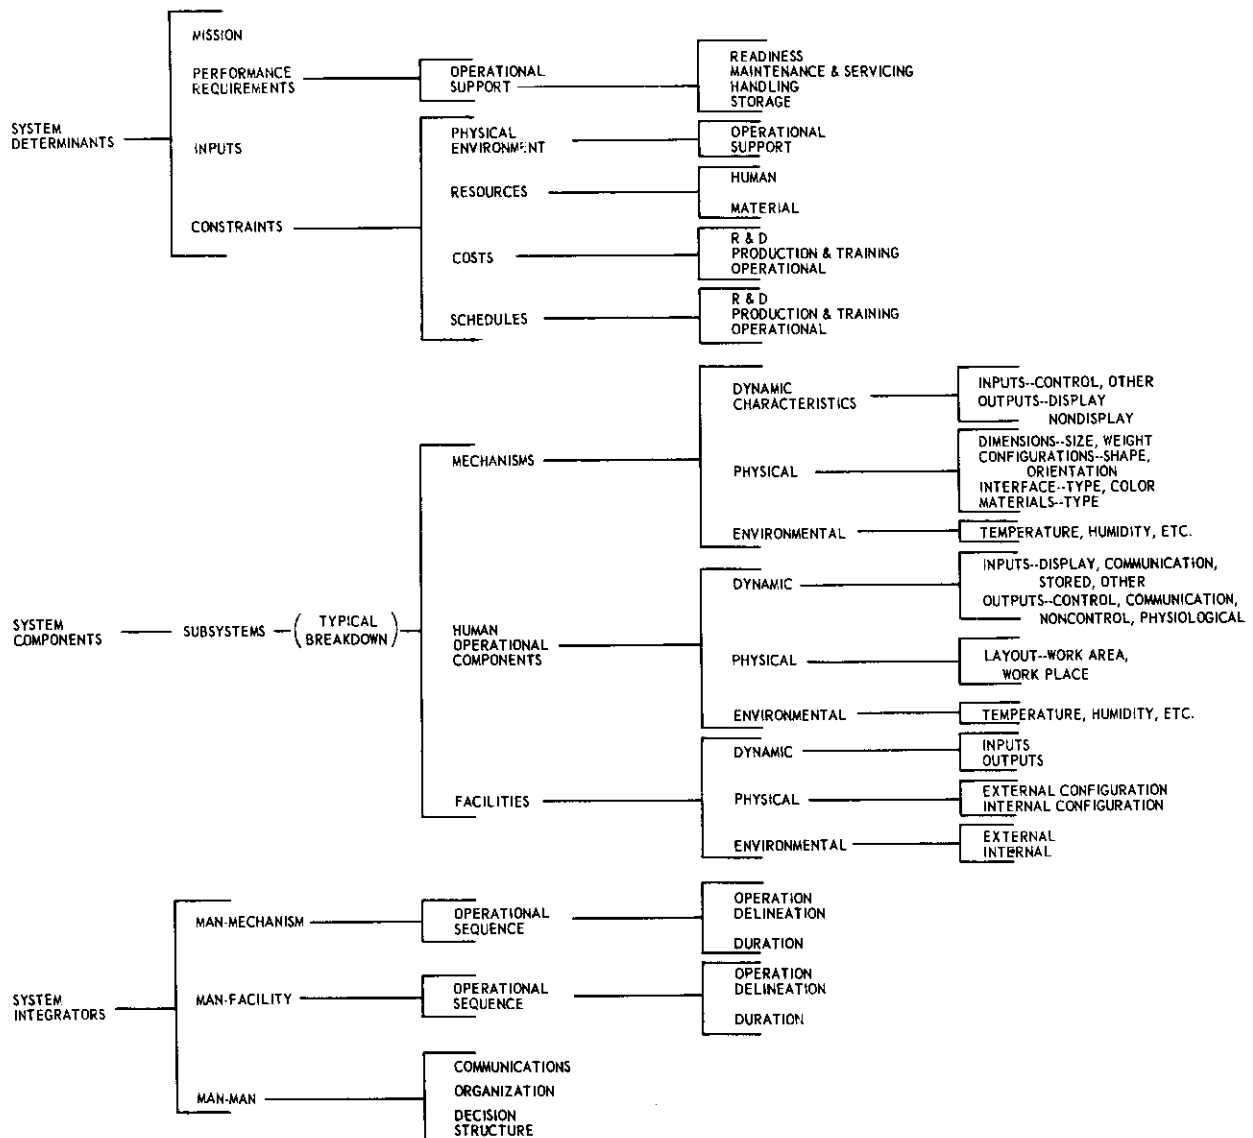 MISSION
PERFORMANCE
REQUIREMENTS
OPERATIONAL
SUPPORT
READINESS
MAINTENANCE & SERVICING
HANDLING
STORAGE
SYSTEM
DETERMINANTS
INPUTS
CONSTRAINTS
PHYSICAL
ENVIRONMENT
OPERATIONAL
SUPPORT
RESOURCES
HUMAN
MATERIAL
COSTS
R & D
PRODUCTION & TRAINING
OPERATIONAL
SCHEDULES
R & D
PRODUCTION & TRAINING
OPERATIONAL
SYSTEM
COMPONENTS
SUBSYSTEMS
(TYPICAL
BREAKDOWN)
MECHANISMS
DYNAMIC
CHARACTERISTICS
INPUTS--CONTROL, OTHER
OUTPUTS--DISPLAY
NONDISPLAY
PHYSICAL
DIMENSIONS--SIZE, WEIGHT
CONFIGURATIONS--SHAPE,
ORIENTATION
INTERFACE--TYPE, COLOR
MATERIALS--TYPE
ENVIRONMENTAL
TEMPERATURE, HUMIDITY, ETC.
HUMAN
OPERATIONAL
COMPONENTS
DYNAMIC
INPUTS--DISPLAY, COMMUNICATION,
STORED, OTHER
OUTPUTS--CONTROL, COMMUNICATION,
NONCONTROL, PHYSIOLOGICAL
PHYSICAL
LAYOUT--WORK AREA,
WORK PLACE
ENVIRONMENTAL
TEMPERATURE, HUMIDITY, ETC.
FACILITIES
DYNAMIC
INPUTS
OUTPUTS
PHYSICAL
EXTERNAL CONFIGURATION
INTERNAL CONFIGURATION
ENVIRONMENTAL
EXTERNAL
INTERNAL
SYSTEM
INTEGRATORS
MAN-MECHANISM
OPERATIONAL
SEQUENCE
OPERATION
DELINEATION
DURATION
MAN-FACILITY
OPERATIONAL
SEQUENCE
OPERATION
DELINEATION
DURATION
MAN-MAN
COMMUNICATIONS
ORGANIZATION
DECISION
STRUCTURE